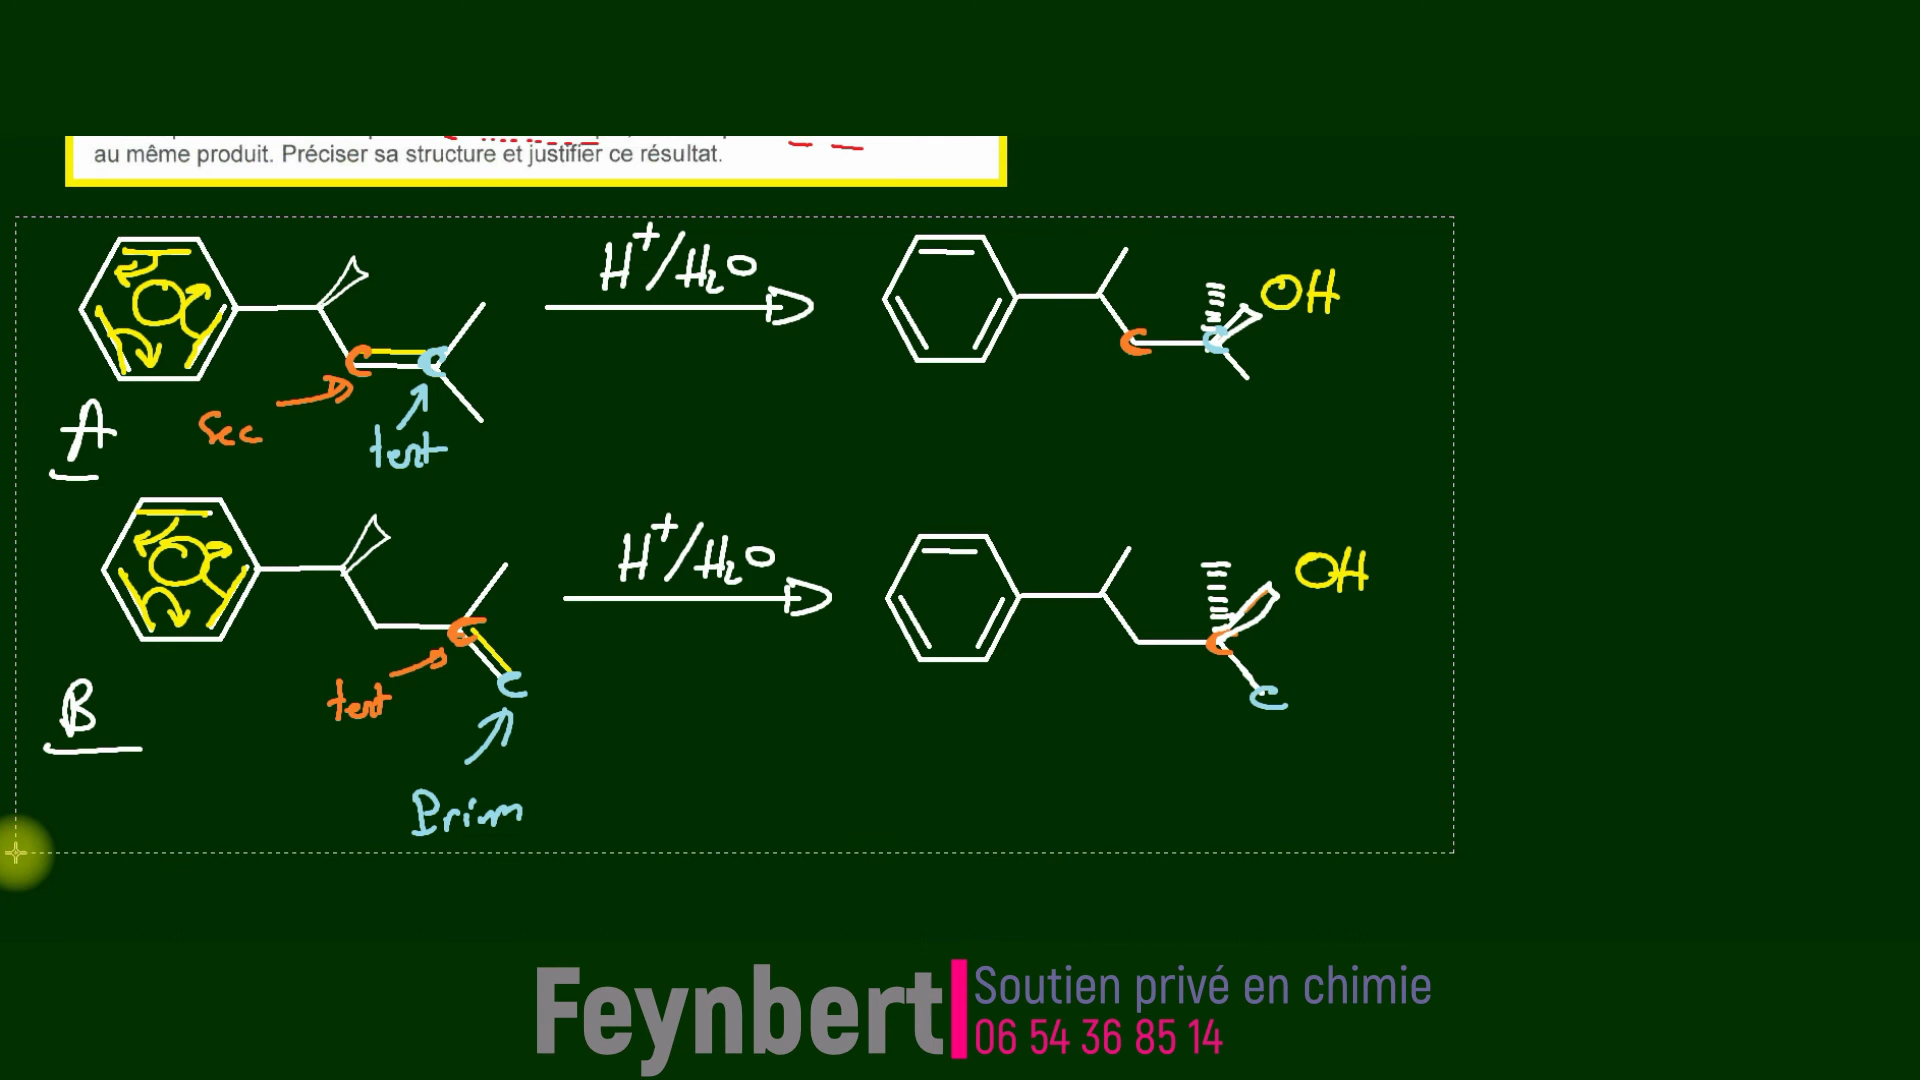 au même produit. Préciser sa structure et justifier ce résultat.
H+/H2O
OH
C
C
C
C
Sec
tert
A
H+/H2O
OH
C
C
C
C
tert
B
Prim
Feynbert
Soutien privé en chimie
06 54 36 85 14